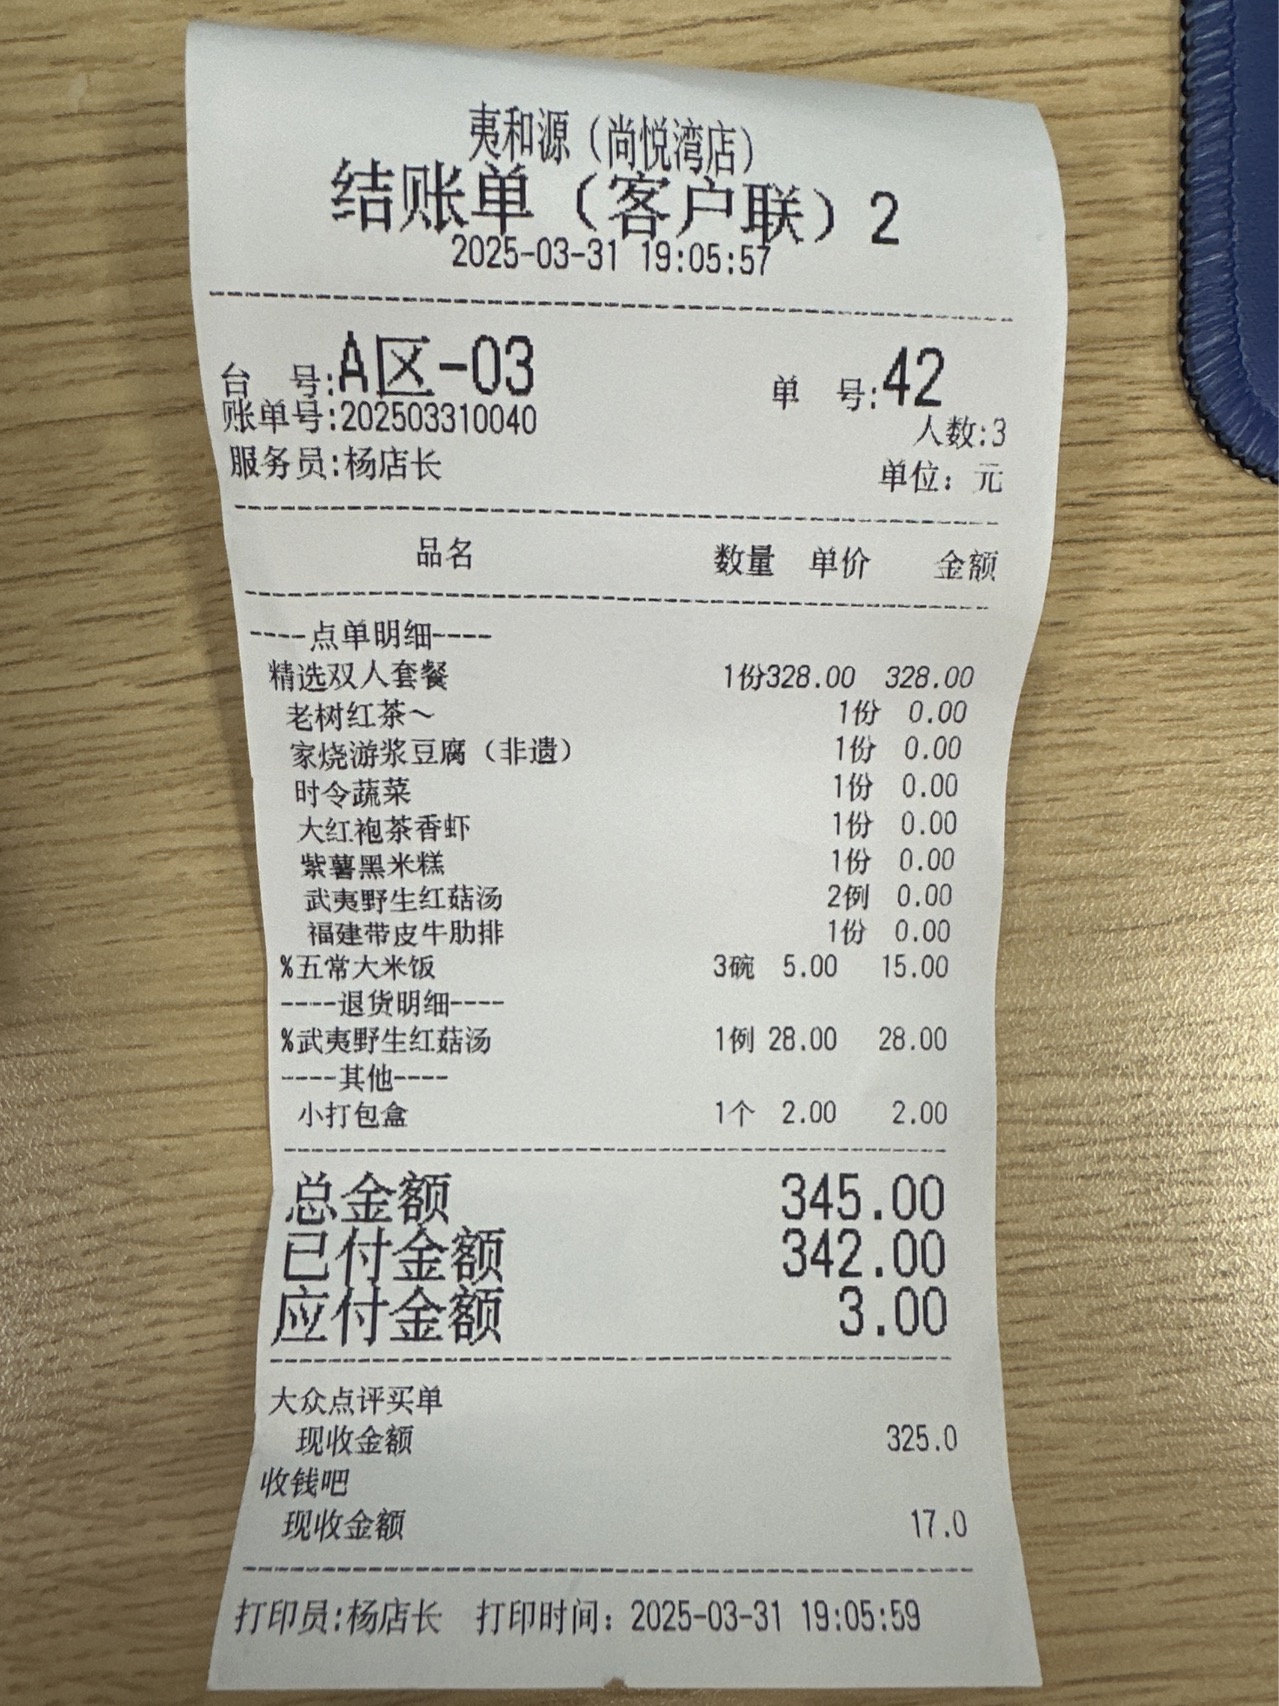 夷和源（尚悦湾店）
结账单（客户联）2
2025-03-31 19:05:57
台 号:A区-03 单 号:42
账单号:202503310040
人数:3
服务员:杨店长 单位：元
品名 数量 单价 金额
----点单明细----
精选双人套餐 1份328.00 328.00
老树红茶～ 1份 0.00
家烧游浆豆腐（非遗） 1份 0.00
时令蔬菜 1份 0.00
大红袍茶香虾 1份 0.00
紫薯黑米糕 1份 0.00
武夷野生红菇汤 2例 0.00
福建带皮牛肋排 1份 0.00
%五常大米饭 3碗 5.00 15.00
----退货明细----
%武夷野生红菇汤 1例 28.00 28.00
----其他----
小打包盒 1个 2.00 2.00
总金额 345.00
已付金额 342.00
应付金额 3.00
大众点评买单
现收金额 325.0
收钱吧
现收金额 17.0
打印员:杨店长 打印时间：2025-03-31 19:05:59